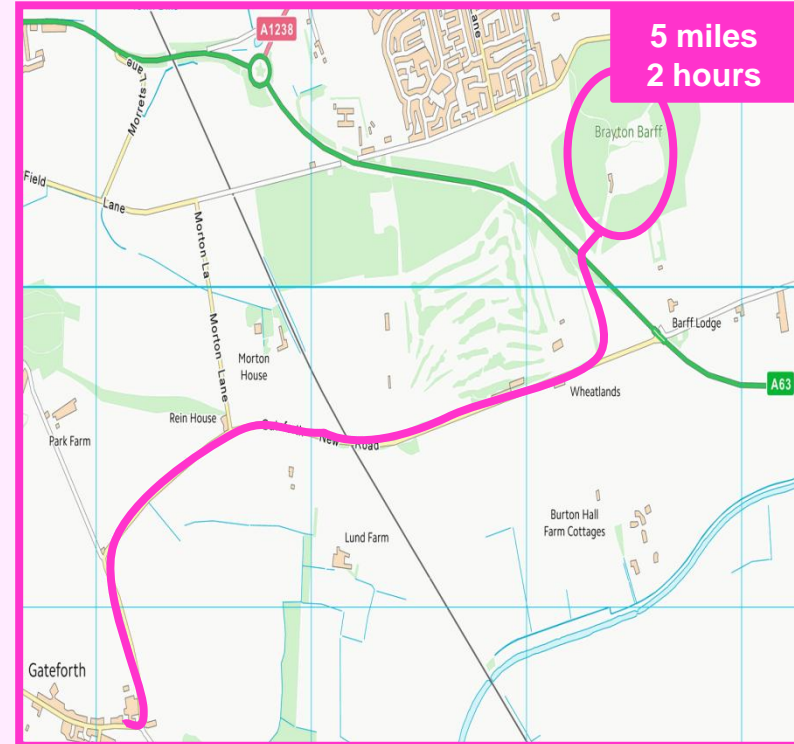 5 miles
2 hours
A1238
Lane
Morrets
Lane
Brayton Barff
Field
Lane
Morton La
Morton Lane
Morton
House
Barff Lodge
A63
Wheatlands
Rein House
New
Road
Park Farm
Burton Hall
Farm Cottages
Lund Farm
Gateforth